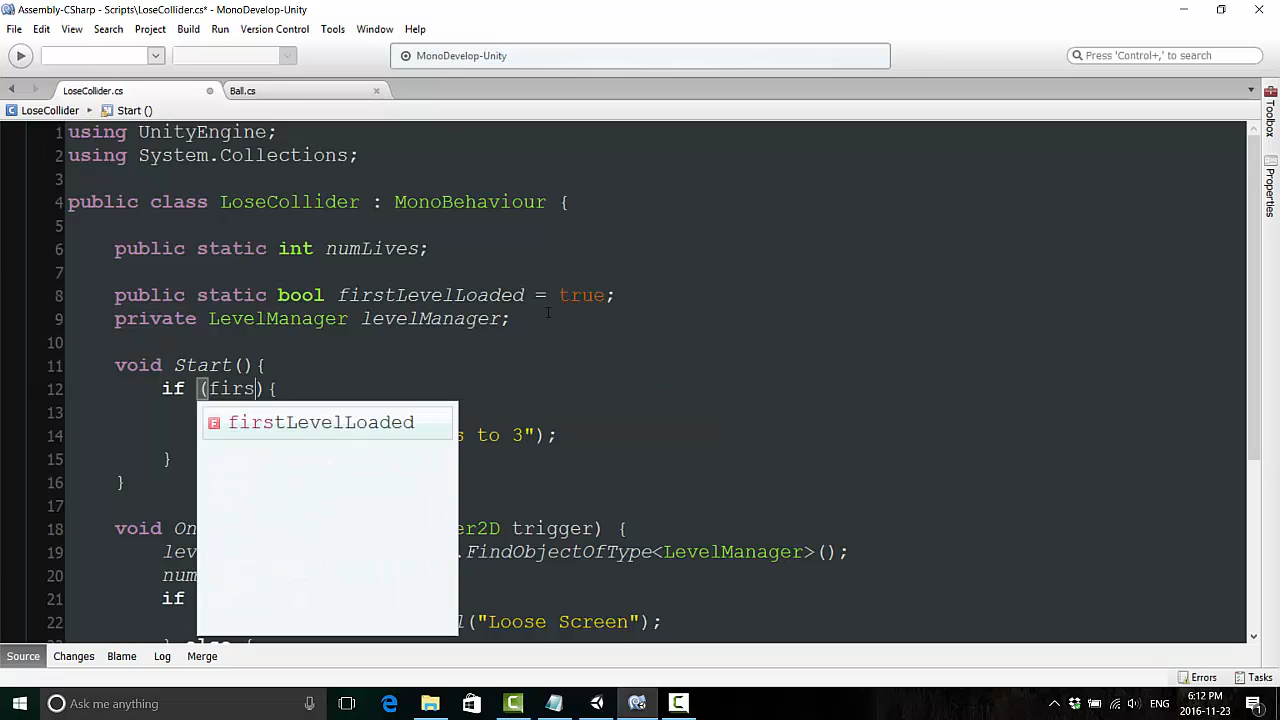 Assembly-CSharp - Scripts\LoseCollider.cs* - MonoDevelop-Unity
File Edit View Search Project Build Run Version Control Tools Window Help
MonoDevelop-Unity
Press 'Control+,' to search
LoseCollider.cs Ball.cs
LoseCollider Start ()
1 using UnityEngine;
2 using System.Collections;
3
4 public class LoseCollider : MonoBehaviour {
5
6 public static int numLives;
7
8 public static bool firstLevelLoaded = true;
9 private LevelManager levelManager;
10
11 void Start(){
12 if (firs){
13
firstLevelLoaded
14 s to 3");
15 }
16 }
17
18 void On er2D trigger) {
19 lev .FindObjectOfType<LevelManager>();
20 num
21 if
22 l("Loose Screen");
Toolbox
Properties
Source Changes Blame Log Merge
Errors Tasks
Ask me anything
ENG
6:12 PM
2016-11-23